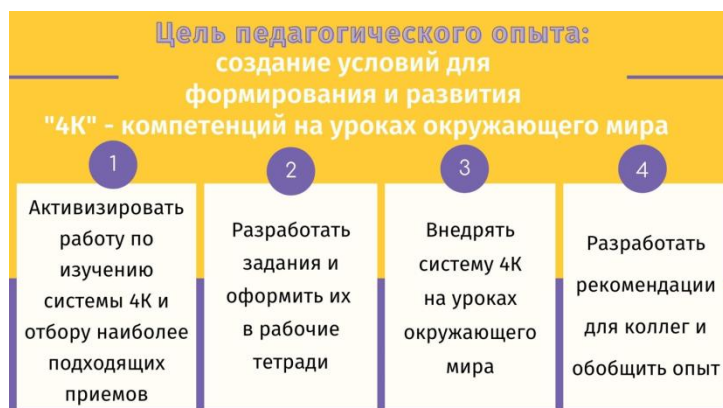 Цель педагогического опыта:
создание условий для
формирования и развития
"4К" - компетенций на уроках окружающего мира
1
Активизировать
работу по
изучению
системы 4К и
отбору наиболее
подходящих
приемов
2
Разработать
задания и
оформить их
в рабочие
тетради
3
Внедрять
систему 4К
на уроках
окружающего
мира
4
Разработать
рекомендации
для коллег и
обобщить опыт